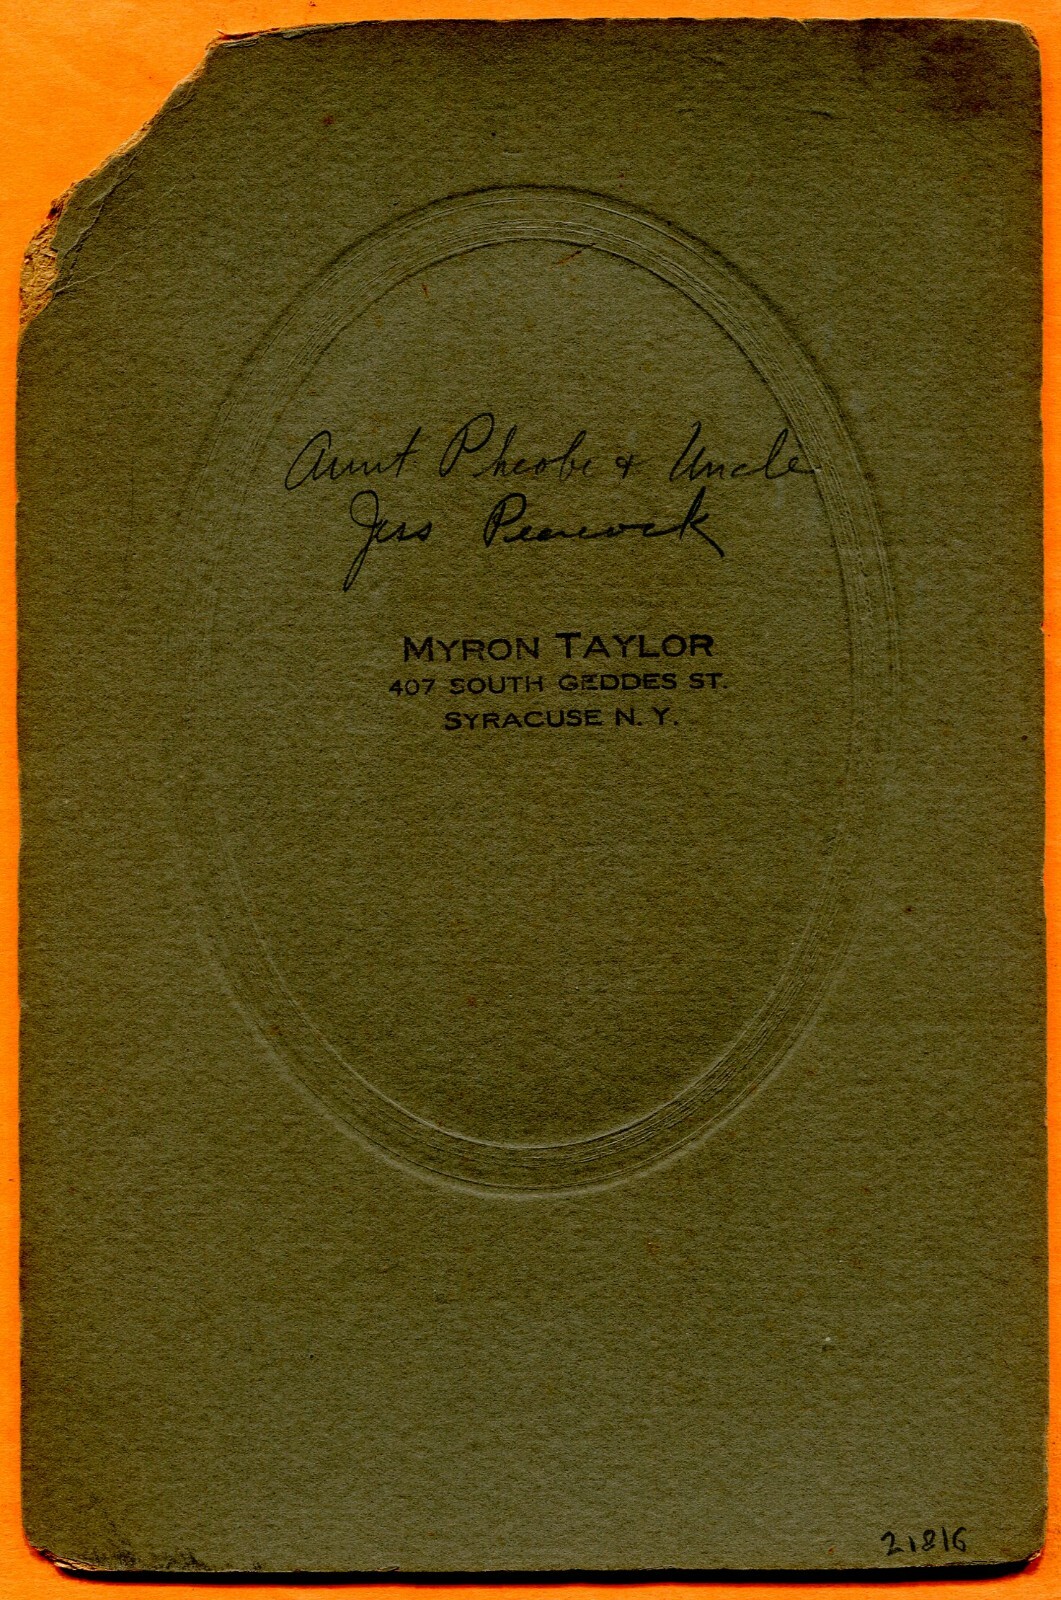 Aunt Pheobe & Uncle
Jess Peacock
MYRON TAYLOR
407 SOUTH GEDDES ST.
SYRACUSE N. Y.
21816